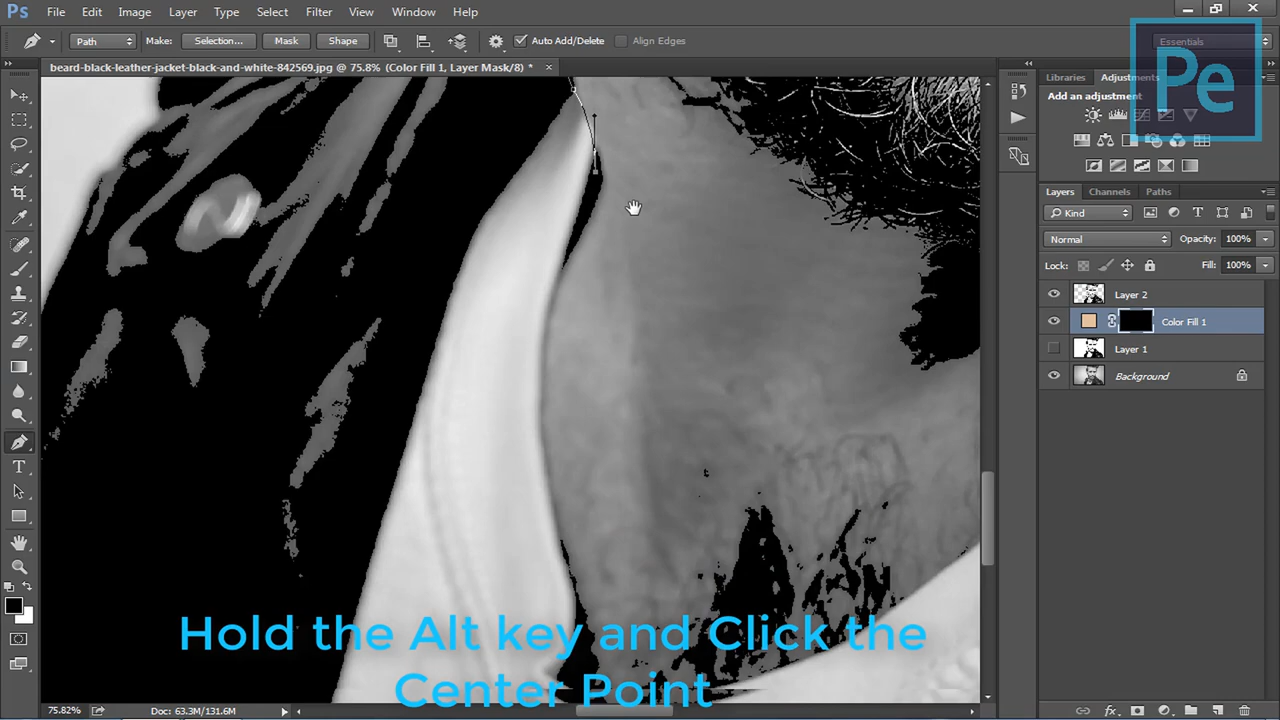 Ps File Edit Image Layer Type Select Filter View Window Help
Path Make: Selection... Mask Shape Auto Add/Delete Align Edges Essentials
Pe
beard-black-leather-jacket-black-and-white-842569.jpg @ 75.8% (Color Fill 1, Layer Mask/8) * ×
Libraries Adjustments
Add an adjustment
Layers Channels Paths
Kind
Normal Opacity: 100%
Lock: Fill: 100%
Layer 2
Color Fill 1
Layer 1
Background
T
Hold the Alt key and Click the
Center Point
75.82% Doc: 63.3M/131.6M
fx